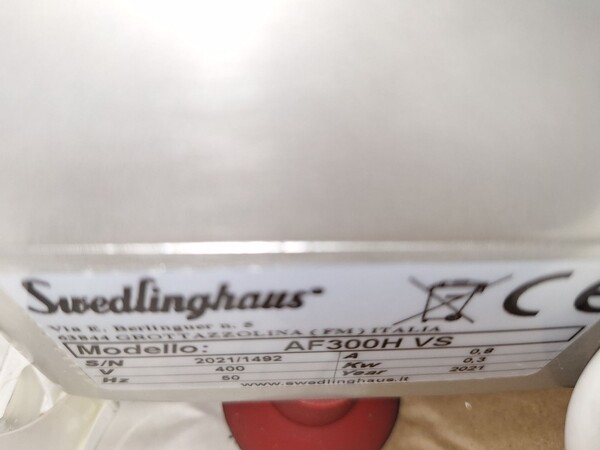 Swedlinghaus
CE
Via E. Berlinguer n. 2
63844 GROTTAZZOLINA (FM) ITALIA
Modello: AF300H VS
S/N 2021/1492 A 0,8
V 400 Kw 0,3
Hz 50 Year 2021
www.swedlinghaus.it